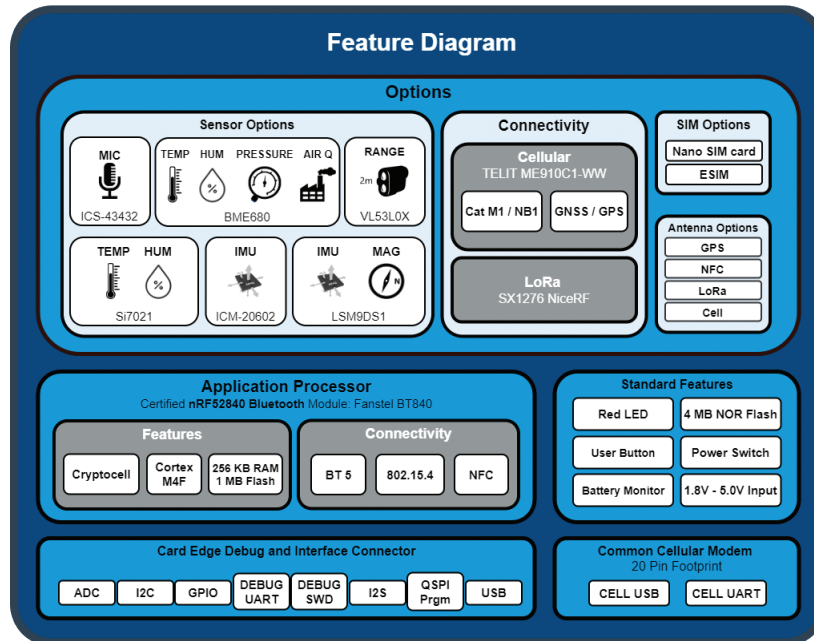 Feature Diagram
Options
Sensor Options
MIC
ICS-43432
TEMP HUM PRESSURE AIR Q
%
BME680
RANGE
2m
VL53L0X
TEMP HUM
%
Si7021
IMU
ICM-20602
IMU MAG
N
LSM9DS1
Connectivity
Cellular
TELIT ME910C1-WW
Cat M1 / NB1
GNSS / GPS
LoRa
SX1276 NiceRF
SIM Options
Nano SIM card
ESIM
Antenna Options
GPS
NFC
LoRa
Cell
Application Processor
Certified nRF52840 Bluetooth Module: Fanstel BT840
Features
Cryptocell
Cortex
M4F
256 KB RAM
1 MB Flash
Connectivity
BT 5
802.15.4
NFC
Standard Features
Red LED
4 MB NOR Flash
User Button
Power Switch
Battery Monitor
1.8V - 5.0V Input
Card Edge Debug and Interface Connector
ADC
I2C
GPIO
DEBUG
UART
DEBUG
SWD
I2S
QSPI
Prgm
USB
Common Cellular Modem
20 Pin Footprint
CELL USB
CELL UART